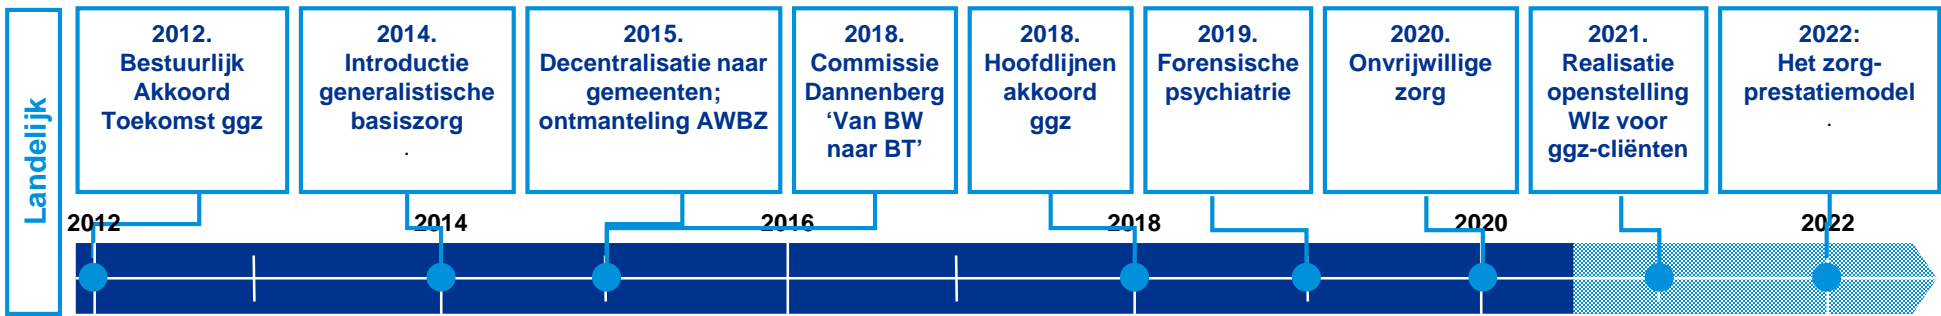 Landelijk
2012.
Bestuurlijk
Akkoord
Toekomst ggz
2014.
Introductie
generalistische
basiszorg
.
2015.
Decentralisatie naar
gemeenten;
ontmanteling AWBZ
2018.
Commissie
Dannenberg
‘Van BW
naar BT’
2018.
Hoofdlijnen
akkoord
ggz
2019.
Forensische
psychiatrie
2020.
Onvrijwillige
zorg
2021.
Realisatie
openstelling
Wlz voor
ggz-cliënten
2022:
Het zorg-
prestatiemodel
.
2012
2014
2016
2018
2020
2022